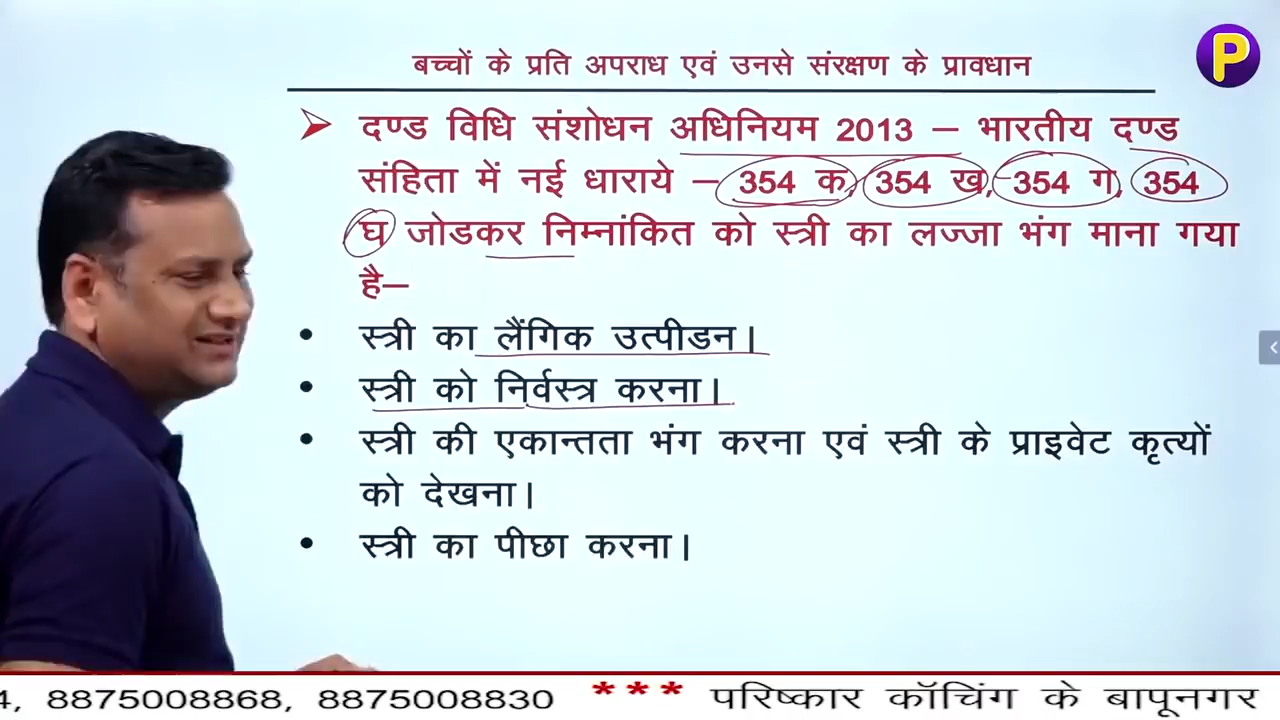 P
बच्चों के प्रति अपराध एवं उनसे संरक्षण के प्रावधान
➤ दण्ड विधि संशोधन अधिनियम 2013 – भारतीय दण्ड
संहिता में नई धाराये – 354 क, 354 ख, 354 ग, 354
घ जोडकर निम्नांकित को स्त्री का लज्जा भंग माना गया
है–
• स्त्री का लैंगिक उत्पीडन।
• स्त्री को निर्वस्त्र करना।
• स्त्री की एकान्तता भंग करना एवं स्त्री के प्राइवेट कृत्यों
को देखना।
• स्त्री का पीछा करना।
4, 8875008868, 8875008830 *** परिष्कार कॉचिंग के बापूनगर